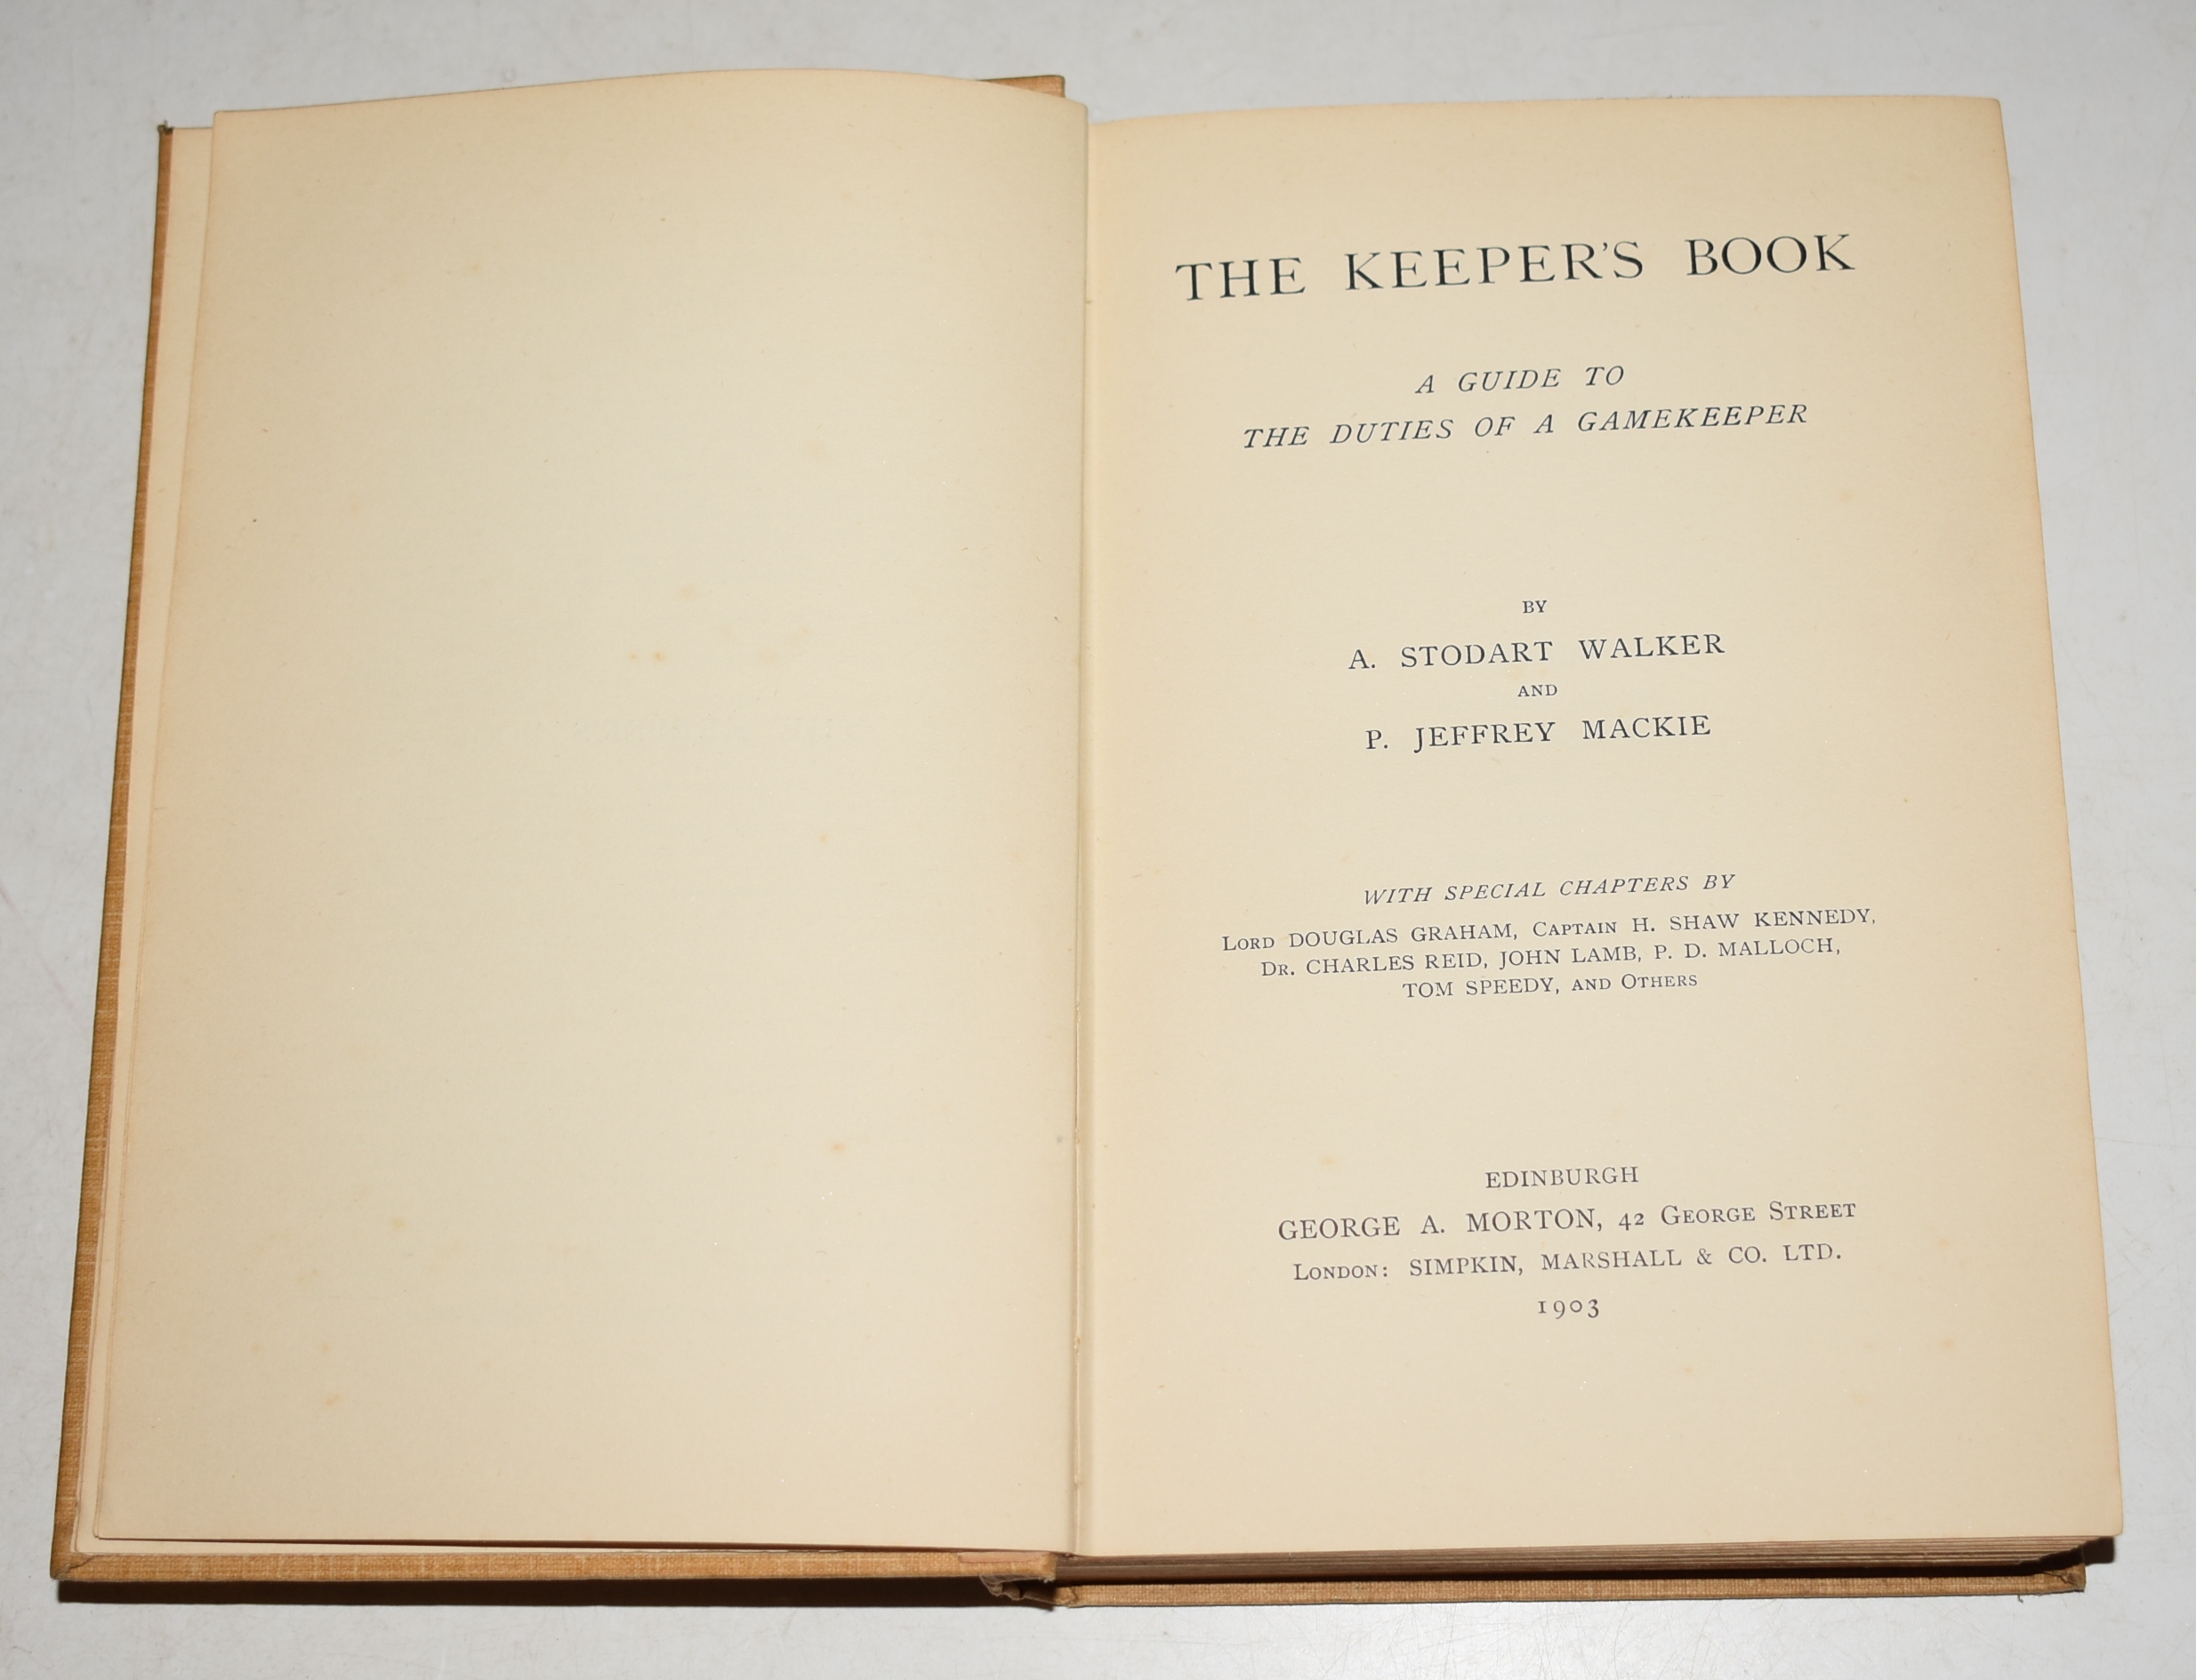 THE KEEPER'S BOOK
A GUIDE TO
THE DUTIES OF A GAMEKEEPER
BY
A. STODART WALKER
AND
P. JEFFREY MACKIE
WITH SPECIAL CHAPTERS BY
LORD DOUGLAS GRAHAM, CAPTAIN H. SHAW KENNEDY,
DR. CHARLES REID, JOHN LAMB, P. D. MALLOCH,
TOM SPEEDY, AND OTHERS
EDINBURGH
GEORGE A. MORTON, 42 GEORGE STREET
LONDON: SIMPKIN, MARSHALL & CO. LTD.
1903